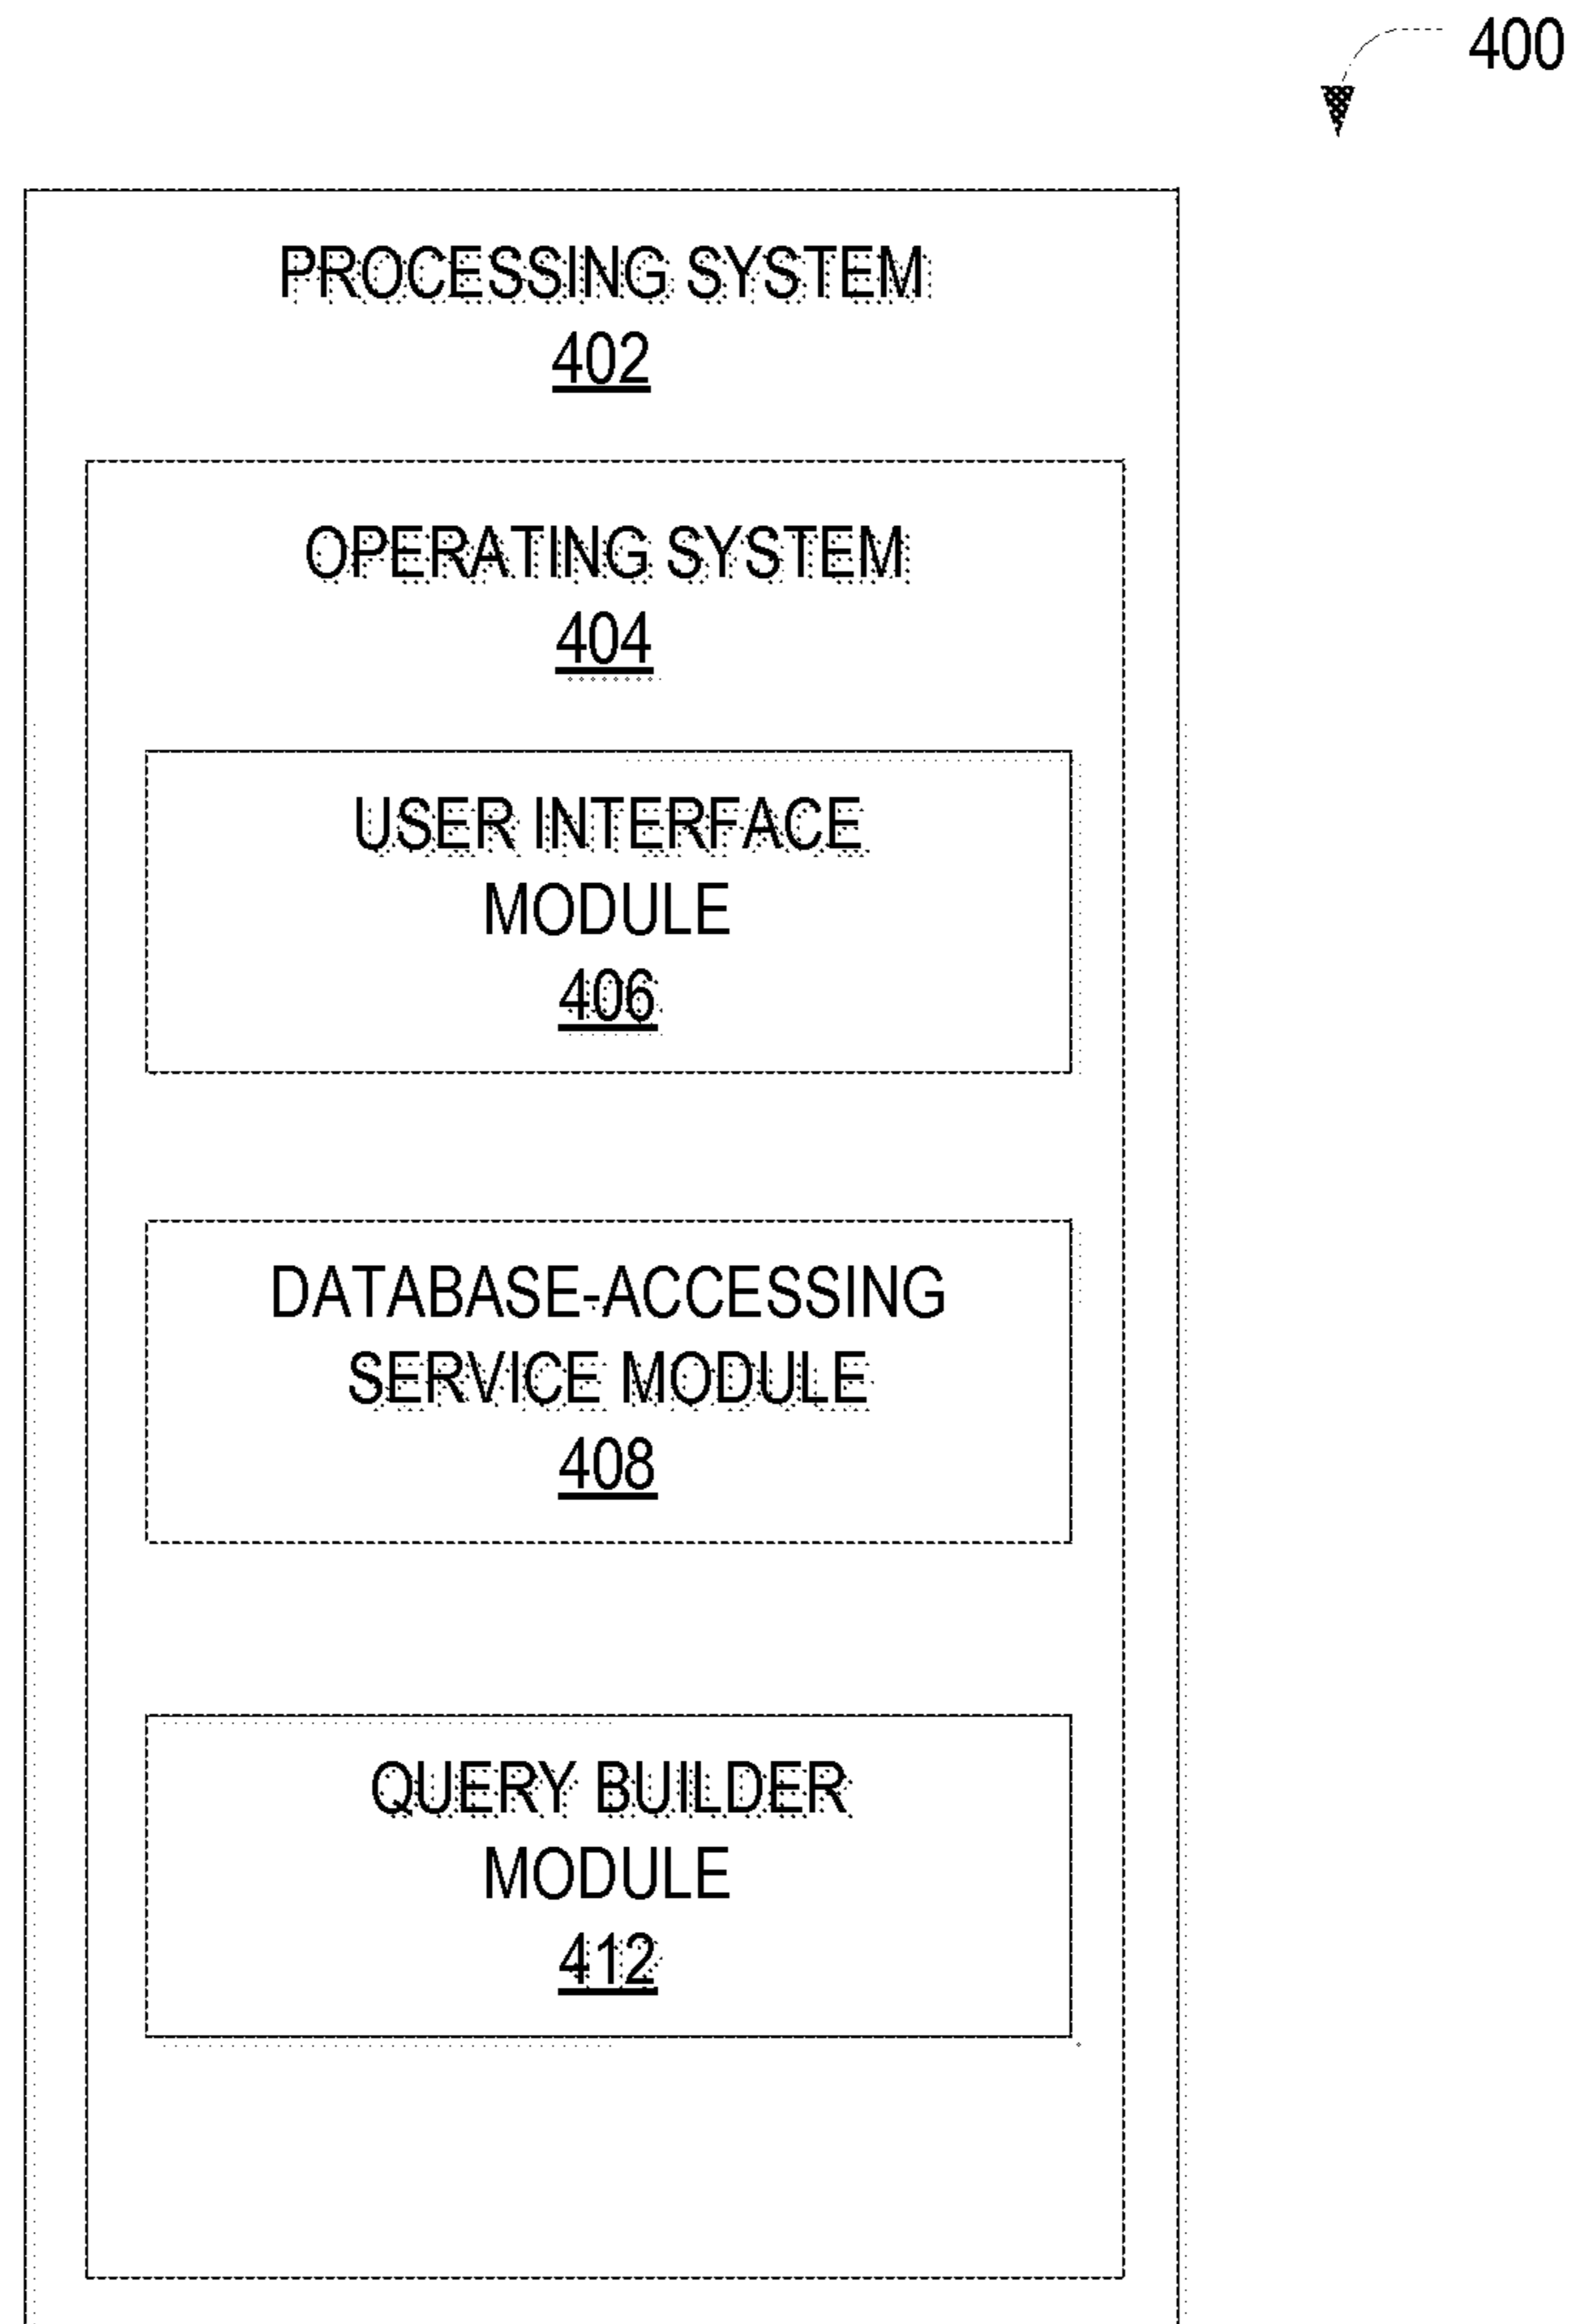 400
PROCESSING SYSTEM
402
OPERATING SYSTEM
404
USER INTERFACE
MODULE
406
DATABASE-ACCESSING
SERVICE MODULE
408
QUERY BUILDER
MODULE
412